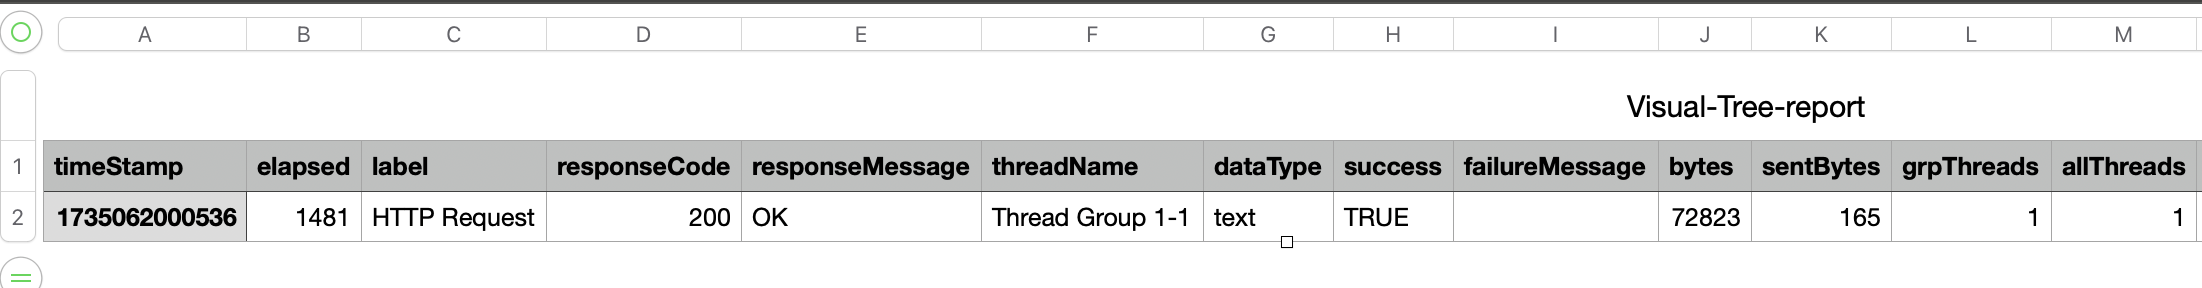 A B C D E F G H I J K L M
Visual-Tree-report
1 timeStamp elapsed label responseCode responseMessage threadName dataType success failureMessage bytes sentBytes grpThreads allThreads
2 1735062000536 1481 HTTP Request 200 OK Thread Group 1-1 text TRUE 72823 165 1 1